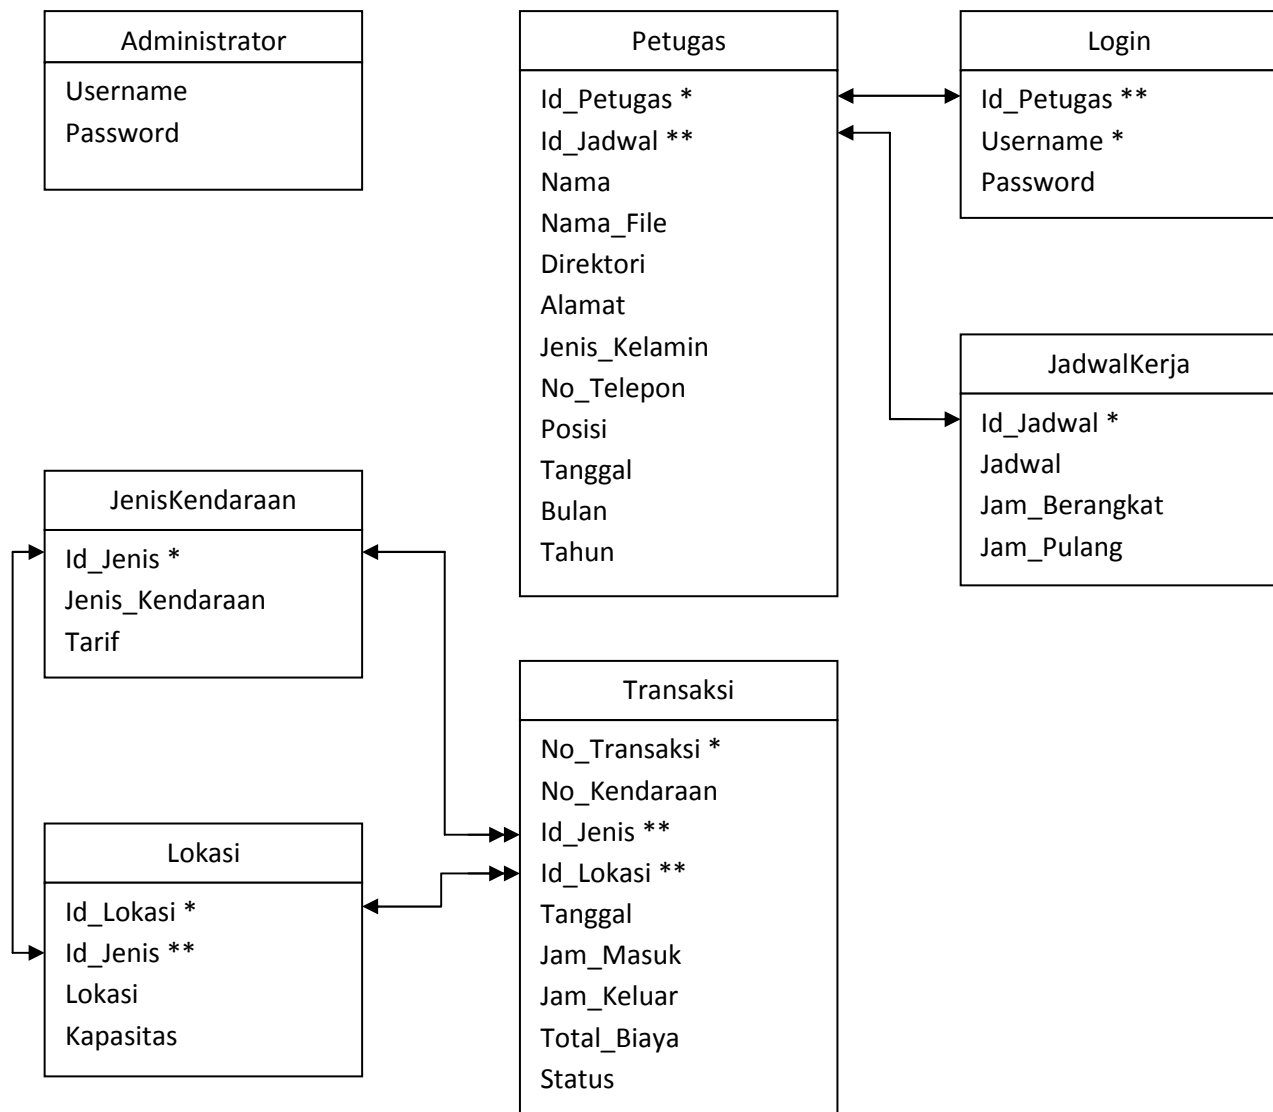 Administrator
Username
Password
Petugas
Id_Petugas *
Id_Jadwal **
Nama
Nama_File
Direktori
Alamat
Jenis_Kelamin
No_Telepon
Posisi
Tanggal
Bulan
Tahun
Login
Id_Petugas **
Username *
Password
JadwalKerja
Id_Jadwal *
Jadwal
Jam_Berangkat
Jam_Pulang
JenisKendaraan
Id_Jenis *
Jenis_Kendaraan
Tarif
Transaksi
No_Transaksi *
No_Kendaraan
Id_Jenis **
Id_Lokasi **
Tanggal
Jam_Masuk
Jam_Keluar
Total_Biaya
Status
Lokasi
Id_Lokasi *
Id_Jenis **
Lokasi
Kapasitas